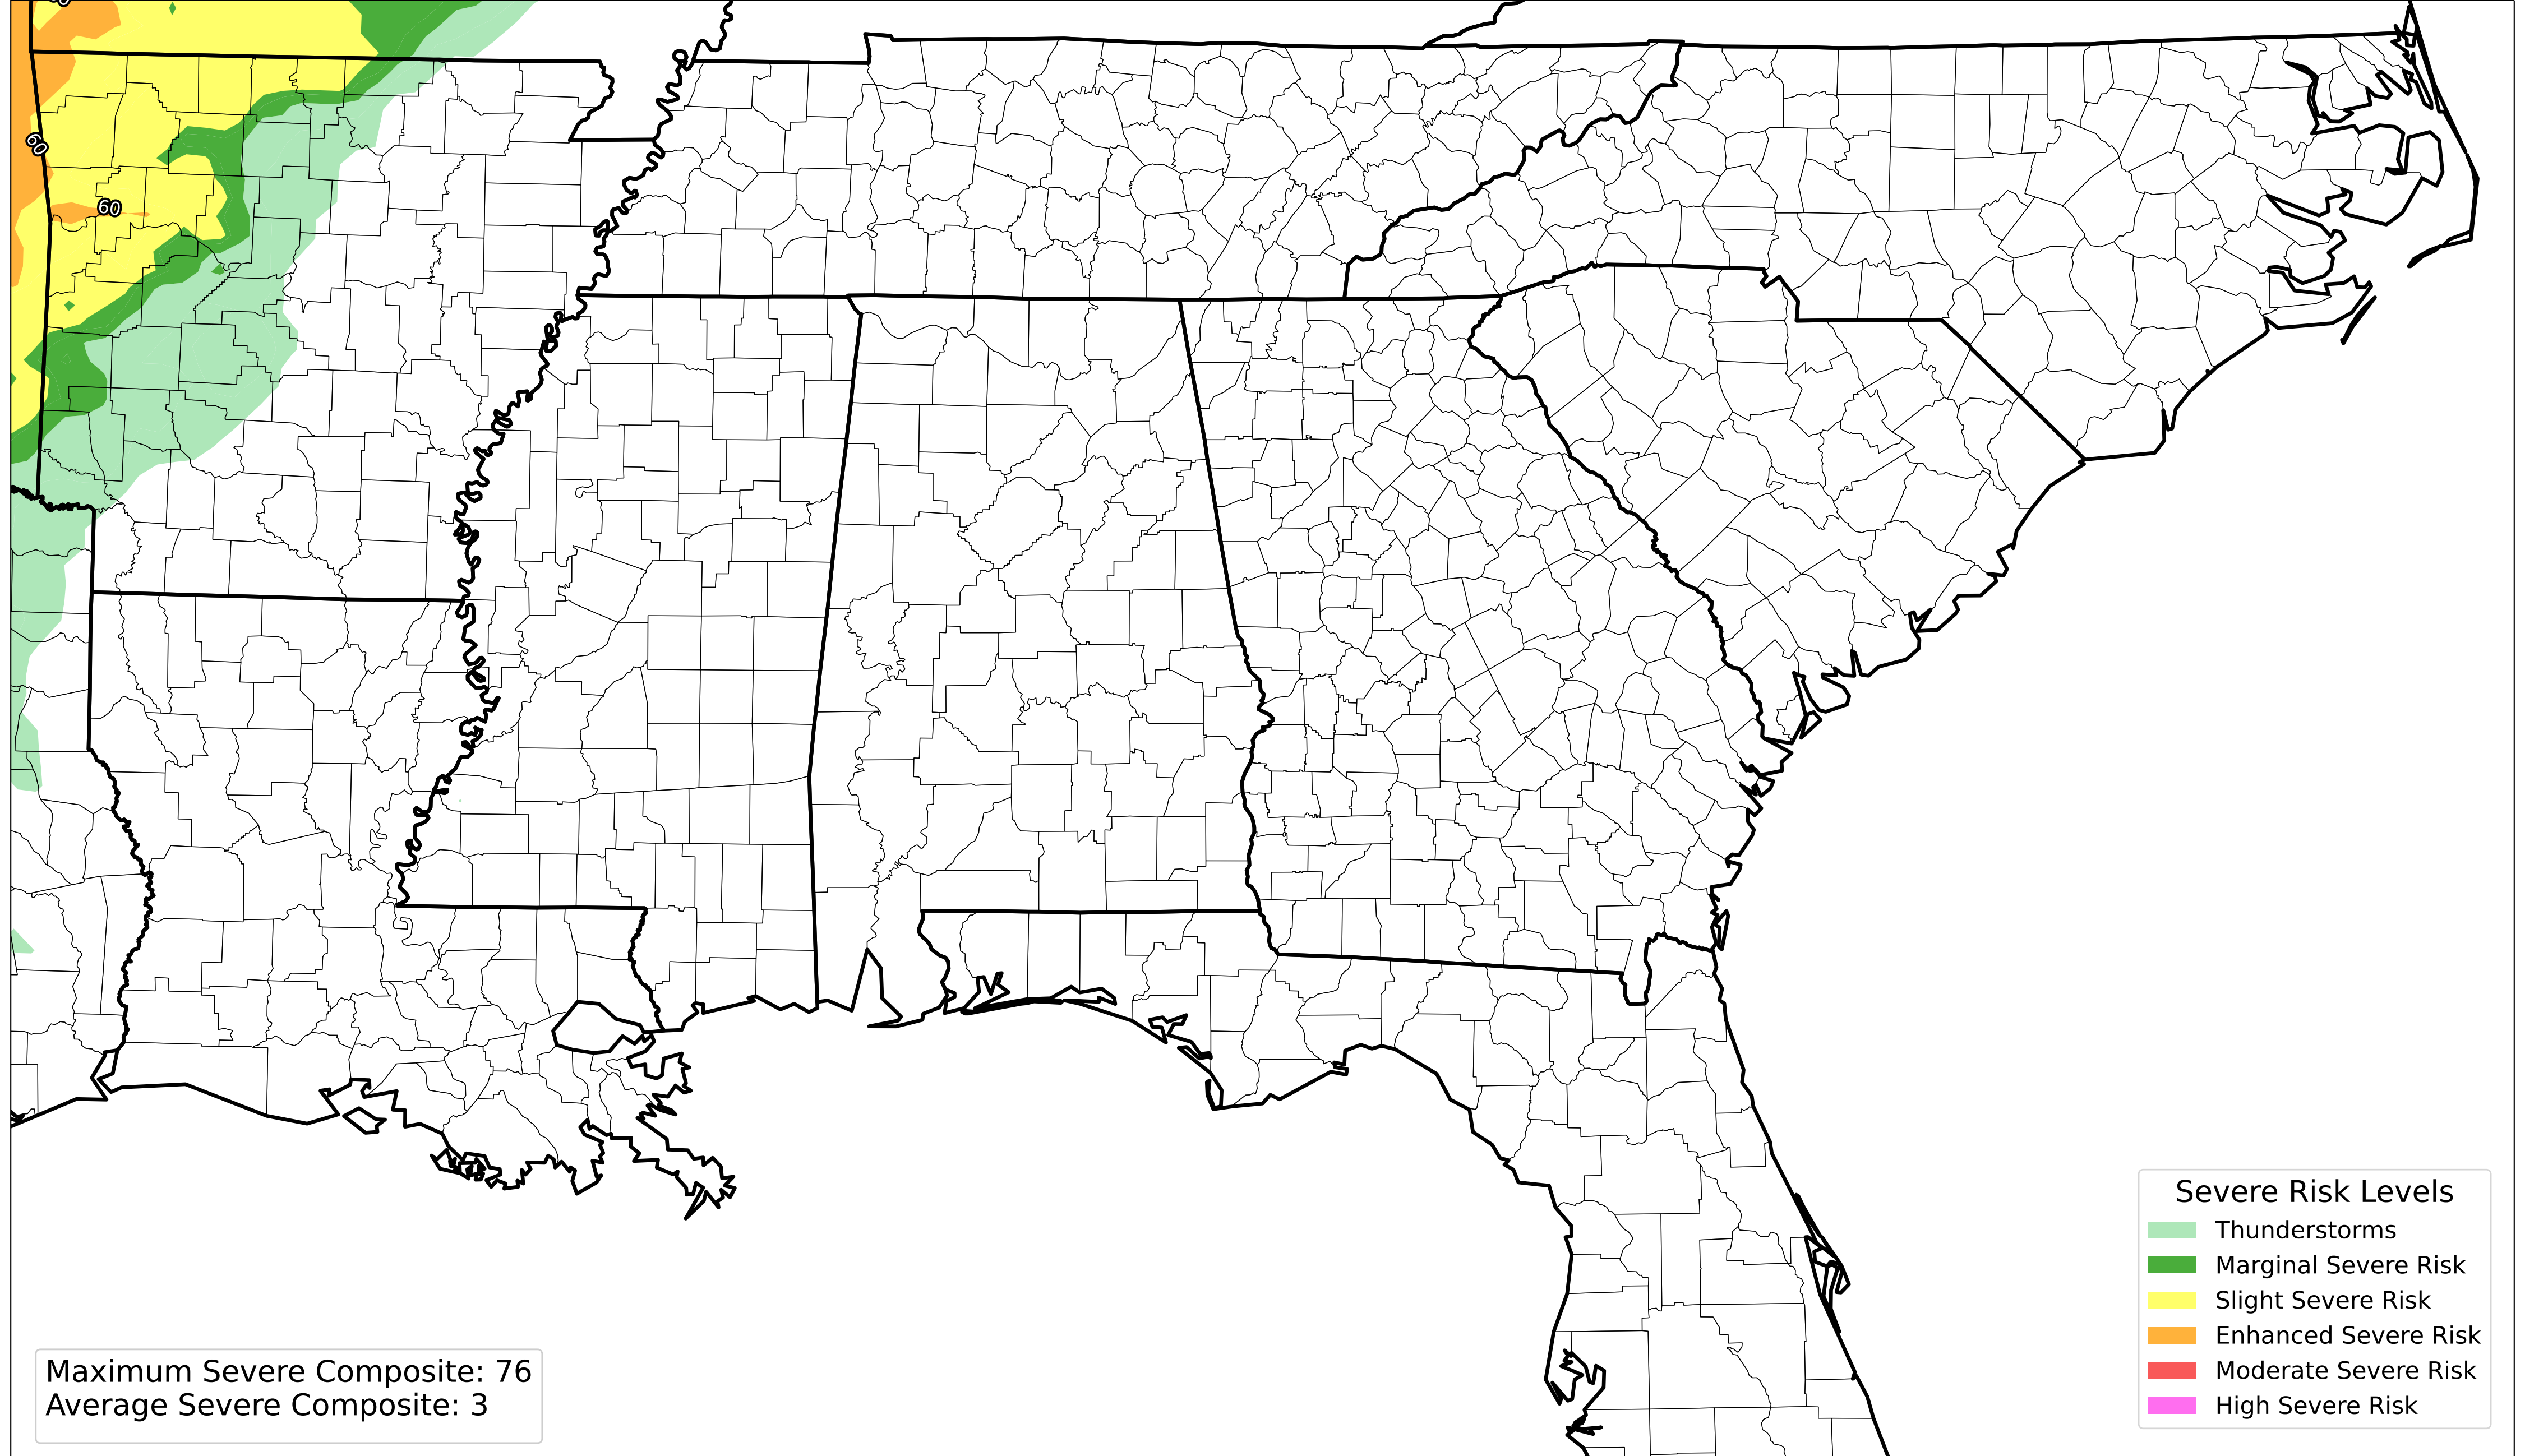 60
60
Severe Risk Levels
Thunderstorms
Marginal Severe Risk
Slight Severe Risk
Enhanced Severe Risk
Moderate Severe Risk
High Severe Risk
Maximum Severe Composite: 76
Average Severe Composite: 3